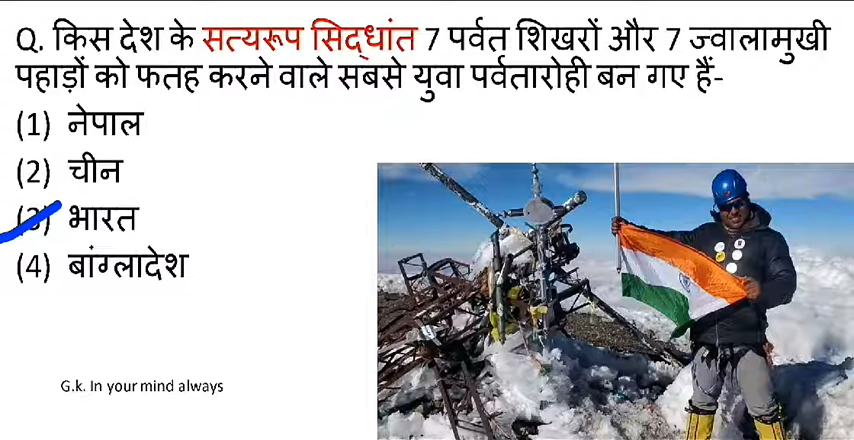 Q. किस देश के सत्यरूप सिद्धांत 7 पर्वत शिखरों और 7 ज्वालामुखी
पहाड़ों को फतह करने वाले सबसे युवा पर्वतारोही बन गए हैं-
(1) नेपाल
(2) चीन
(3) भारत
(4) बांग्लादेश
G.k. In your mind always